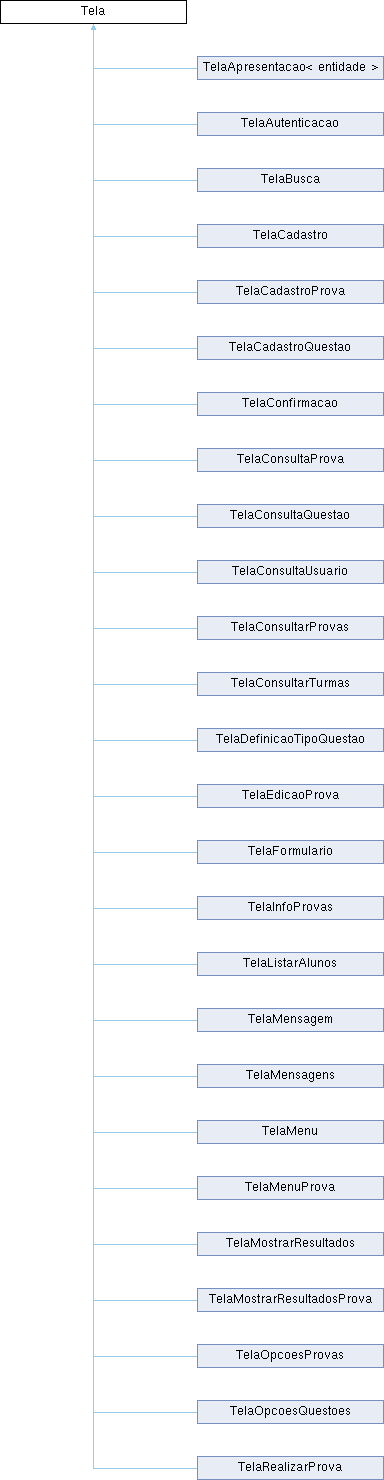 Tela
TelaApresentacao< entidade >
TelaAutenticacao
TelaBusca
TelaCadastro
TelaCadastroProva
TelaCadastroQuestao
TelaConfirmacao
TelaConsultaProva
TelaConsultaQuestao
TelaConsultaUsuario
TelaConsultarProvas
TelaConsultarTurmas
TelaDefinicaoTipoQuestao
TelaEdicaoProva
TelaFormulario
TelaInfoProvas
TelaListarAlunos
TelaMensagem
TelaMensagens
TelaMenu
TelaMenuProva
TelaMostrarResultados
TelaMostrarResultadosProva
TelaOpcoesProvas
TelaOpcoesQuestoes
TelaRealizarProva